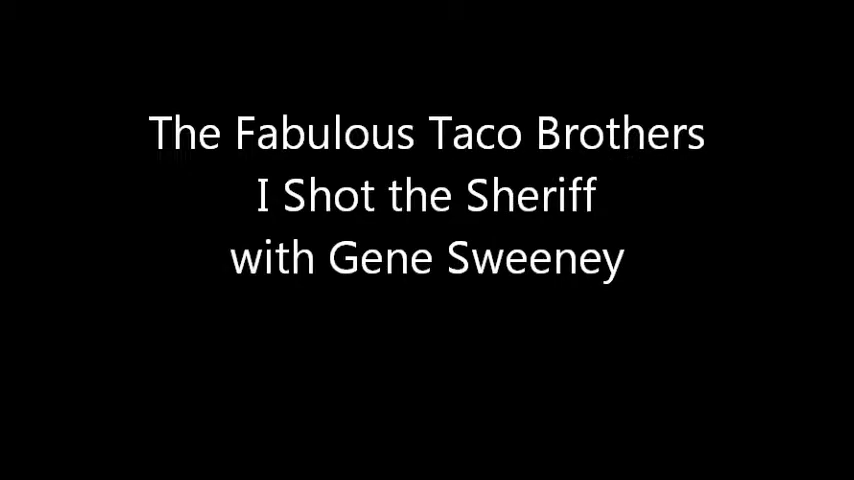 The Fabulous Taco Brothers
I Shot the Sheriff
with Gene Sweeney